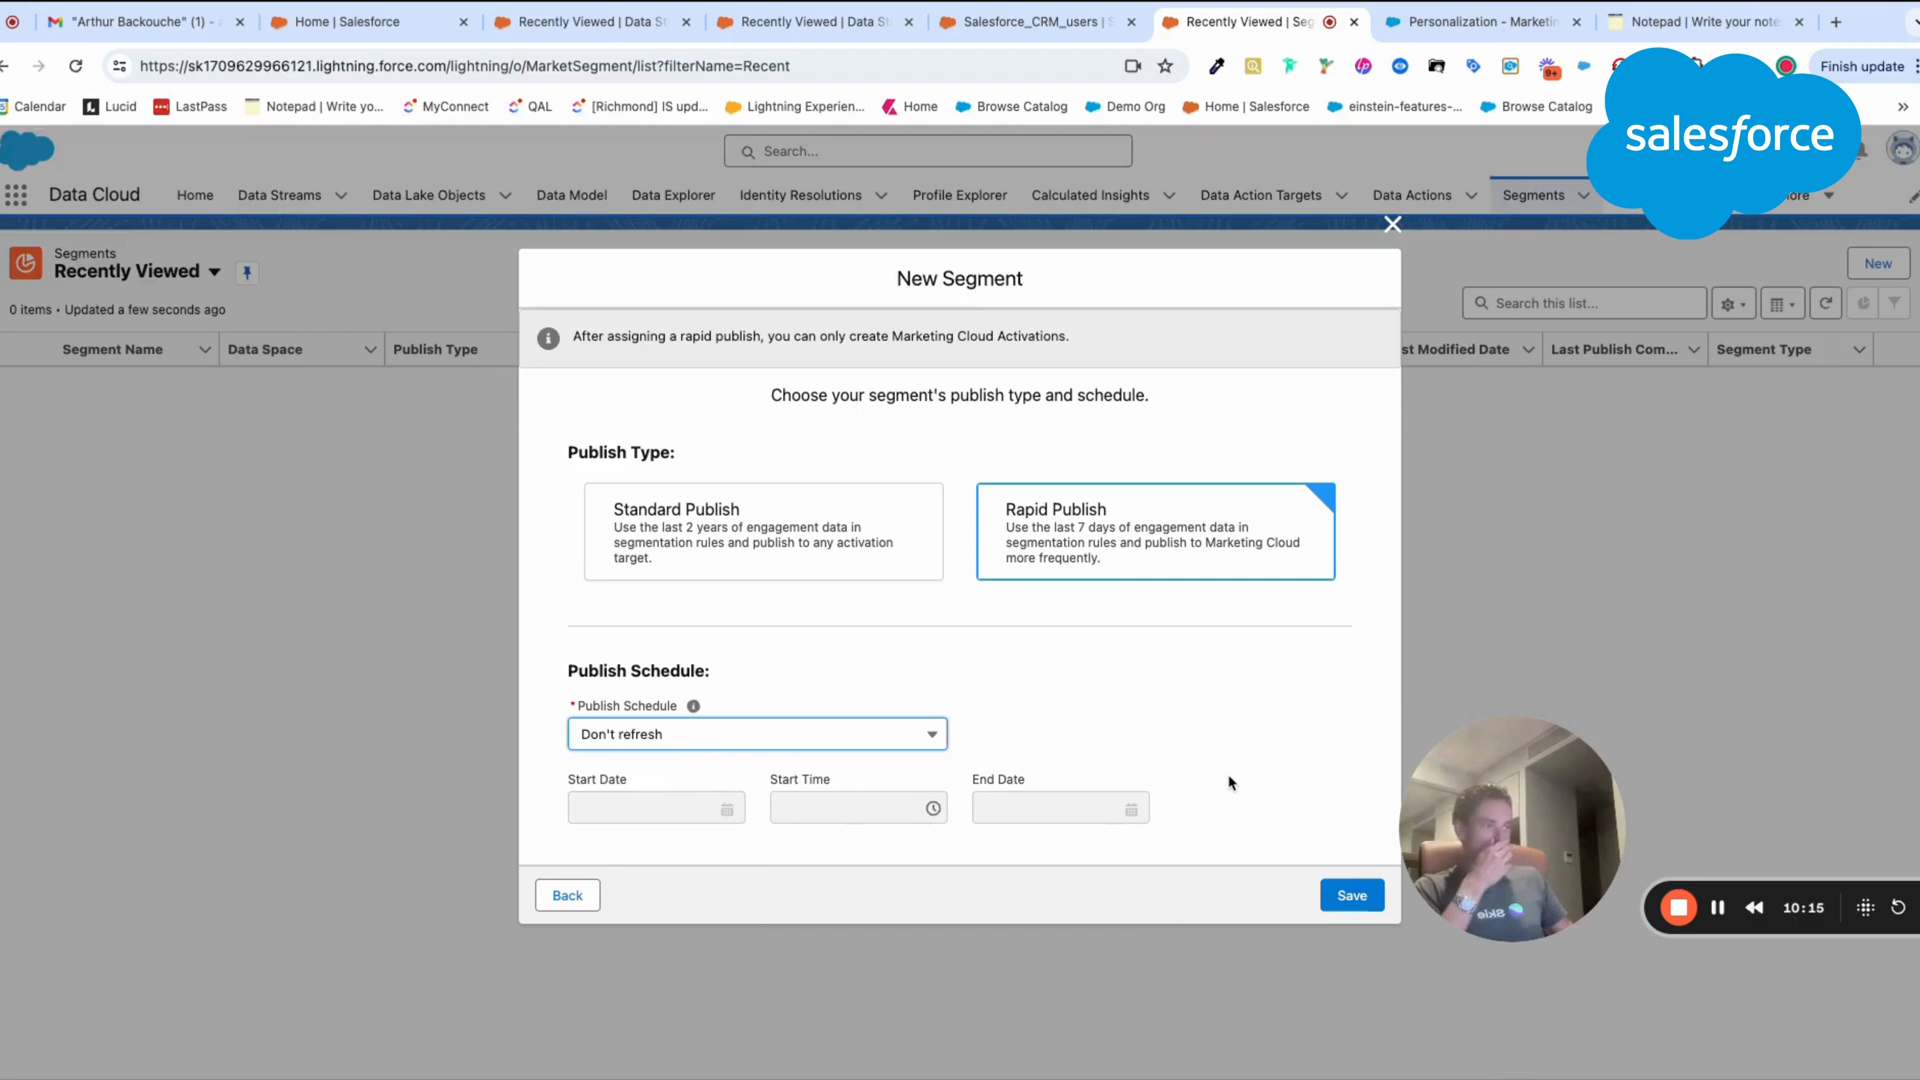 "Arthur Backouche" (1) -
Home | Salesforce
Recently Viewed | Data St
Recently Viewed | Data St
Salesforce_CRM_users | S
Recently Viewed | Seg
Personalization - Marketin
Notepad | Write your note
https://sk1709629966121.lightning.force.com/lightning/o/MarketSegment/list?filterName=Recent
9+
Finish update
Calendar
Lucid
LastPass
Notepad | Write yo...
MyConnect
QAL
[Richmond] IS upd...
Lightning Experien...
Home
Browse Catalog
Demo Org
Home | Salesforce
einstein-features-...
Browse Catalog
salesforce
Search...
Data Cloud
Home
Data Streams
Data Lake Objects
Data Model
Data Explorer
Identity Resolutions
Profile Explorer
Calculated Insights
Data Action Targets
Data Actions
Segments
ore
Segments
Recently Viewed
New
0 items • Updated a few seconds ago
Search this list...
Segment Name
Data Space
Publish Type
st Modified Date
Last Publish Com...
Segment Type
New Segment
After assigning a rapid publish, you can only create Marketing Cloud Activations.
Choose your segment's publish type and schedule.
Publish Type:
Standard Publish
Use the last 2 years of engagement data in
segmentation rules and publish to any activation
target.
Rapid Publish
Use the last 7 days of engagement data in
segmentation rules and publish to Marketing Cloud
more frequently.
Publish Schedule:
* Publish Schedule
Don't refresh
Start Date
Start Time
End Date
Back
Save
10:15